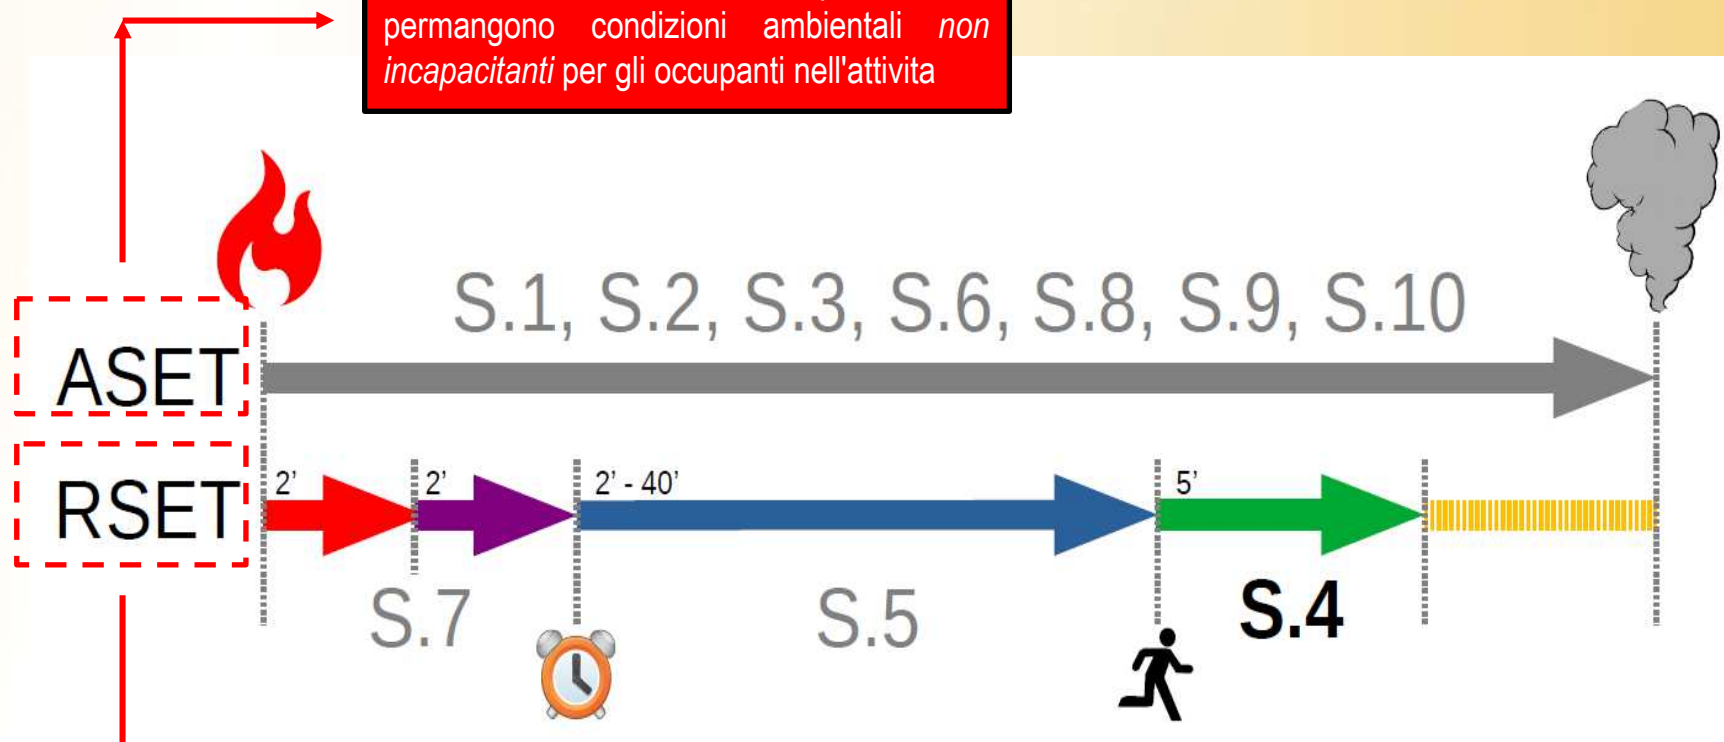 permangono condizioni ambientali non
incapacitanti per gli occupanti nell'attivita
S.1, S.2, S.3, S.6, S.8, S.9, S.10
ASET
RSET
2’
2’
2’ - 40’
5’
S.7
S.5
S.4